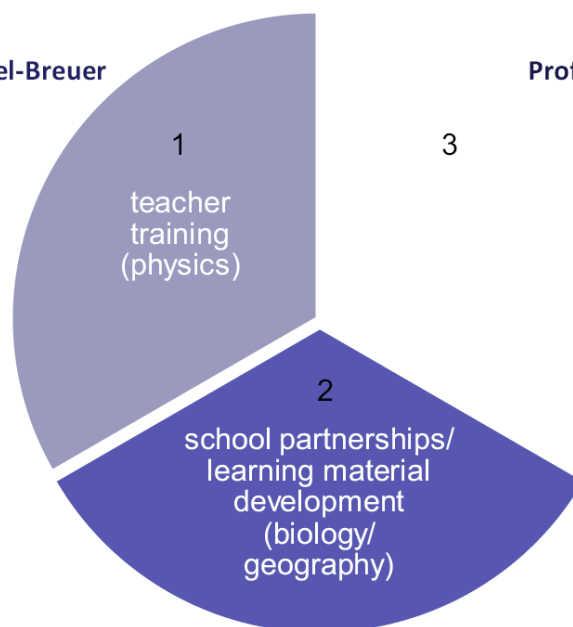 el-Breuer
Prof
1
teacher
training
(physics)
3
2
school partnerships/
learning material
development
(biology/
geography)